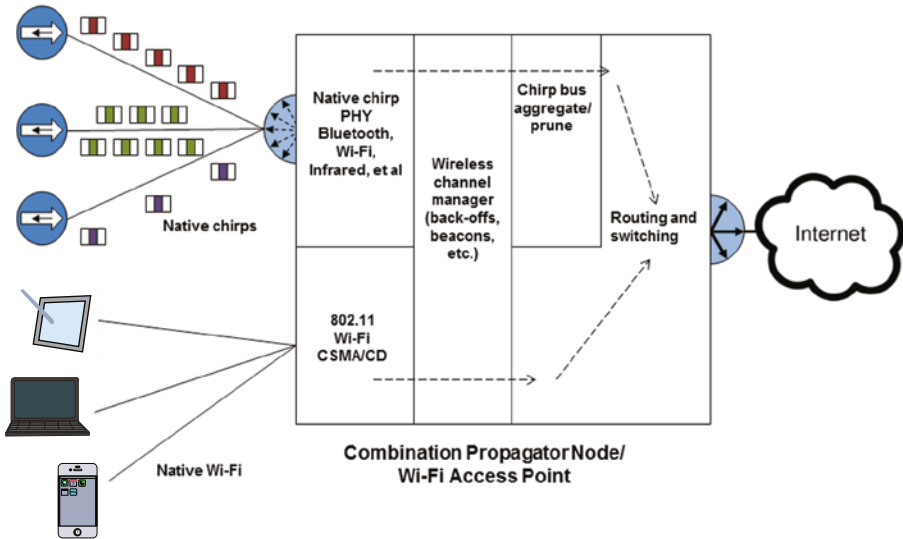 Native chirp
PHY
Bluetooth,
Wi-Fi,
Infrared, et al
Chirp bus
aggregate/
prune
Wireless
channel
manager
(back-offs,
beacons,
etc.)
Routing and
switching
Internet
Native chirps
802.11
Wi-Fi
CSMA/CD
Native Wi-Fi
Combination Propagator Node/
Wi-Fi Access Point